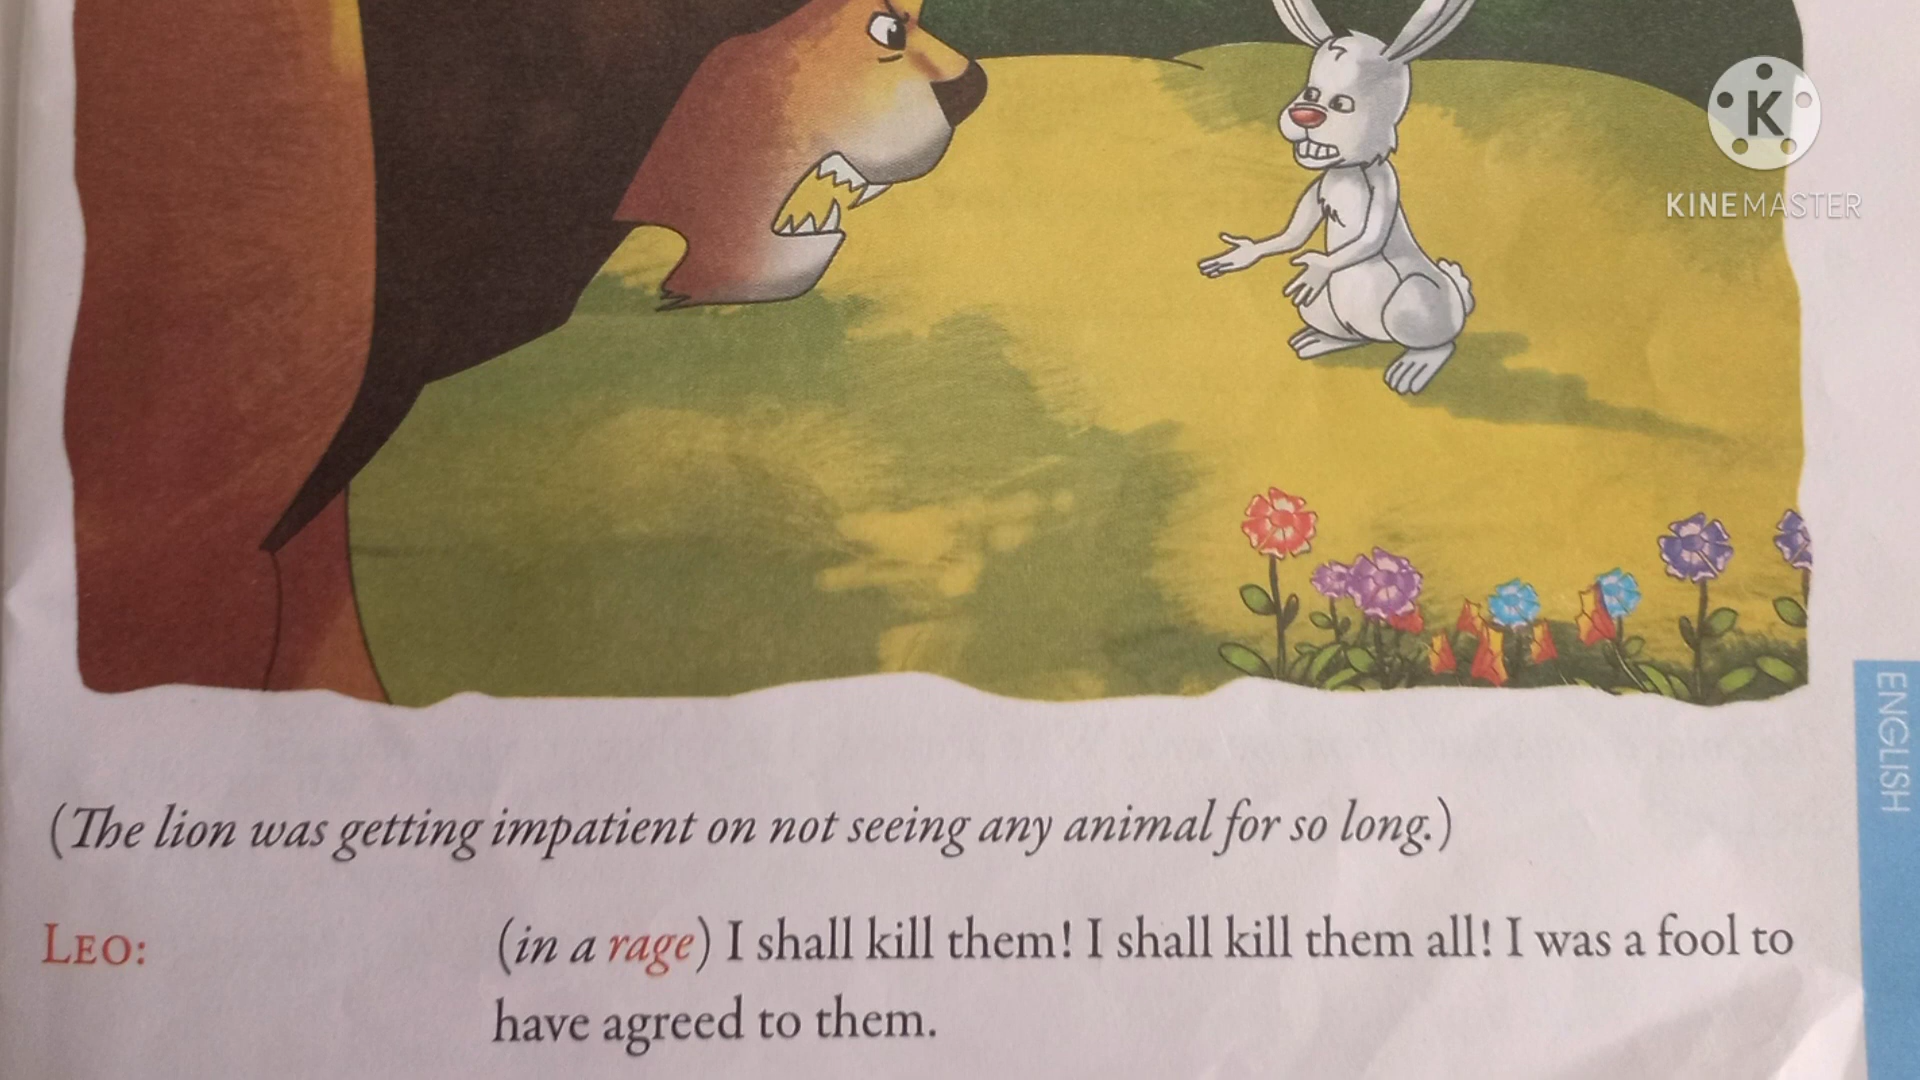 K
KINEMASTER
ENGLISH
(The lion was getting impatient on not seeing any animal for so long.)
LEO: (in a rage) I shall kill them! I shall kill them all! I was a fool to
have agreed to them.